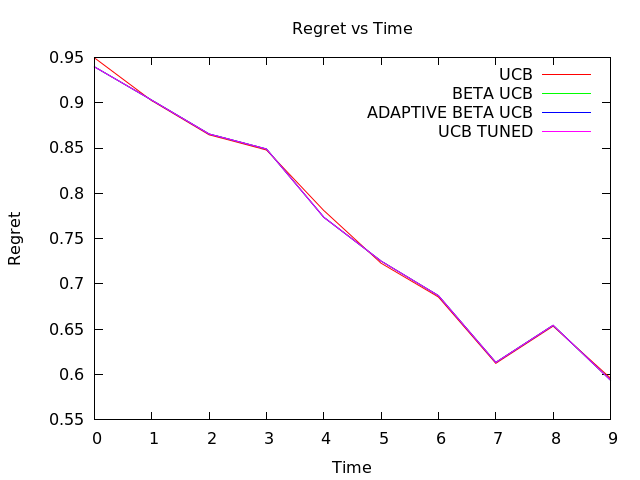 Regret vs Time
UCB
BETA UCB
ADAPTIVE BETA UCB
UCB TUNED
0.95
0.9
0.85
0.8
0.75
0.7
0.65
0.6
0.55
Regret
0 1 2 3 4 5 6 7 8 9
Time